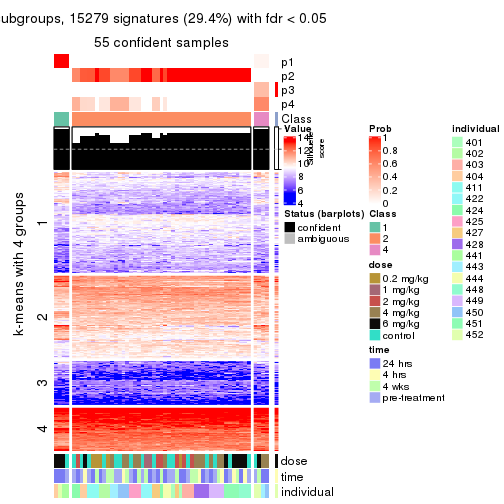 ubgroups, 15279 signatures (29.4%) with fdr < 0.05
55 confident samples
p1
p2
p3
p4
Class
silhouette
score
k-means with 4 groups
1
2
3
4
dose
time
individual
Value
14
12
8
6
4
Status (barplots)
confident
ambiguous
Prob
1
0.8
0.6
0.4
0.2
0
Class
1
2
4
dose
0.2 mg/kg
1 mg/kg
2 mg/kg
4 mg/kg
6 mg/kg
control
time
24 hrs
4 hrs
4 wks
pre-treatment
individual
401
402
403
404
411
422
424
425
427
428
441
443
444
448
449
450
451
452